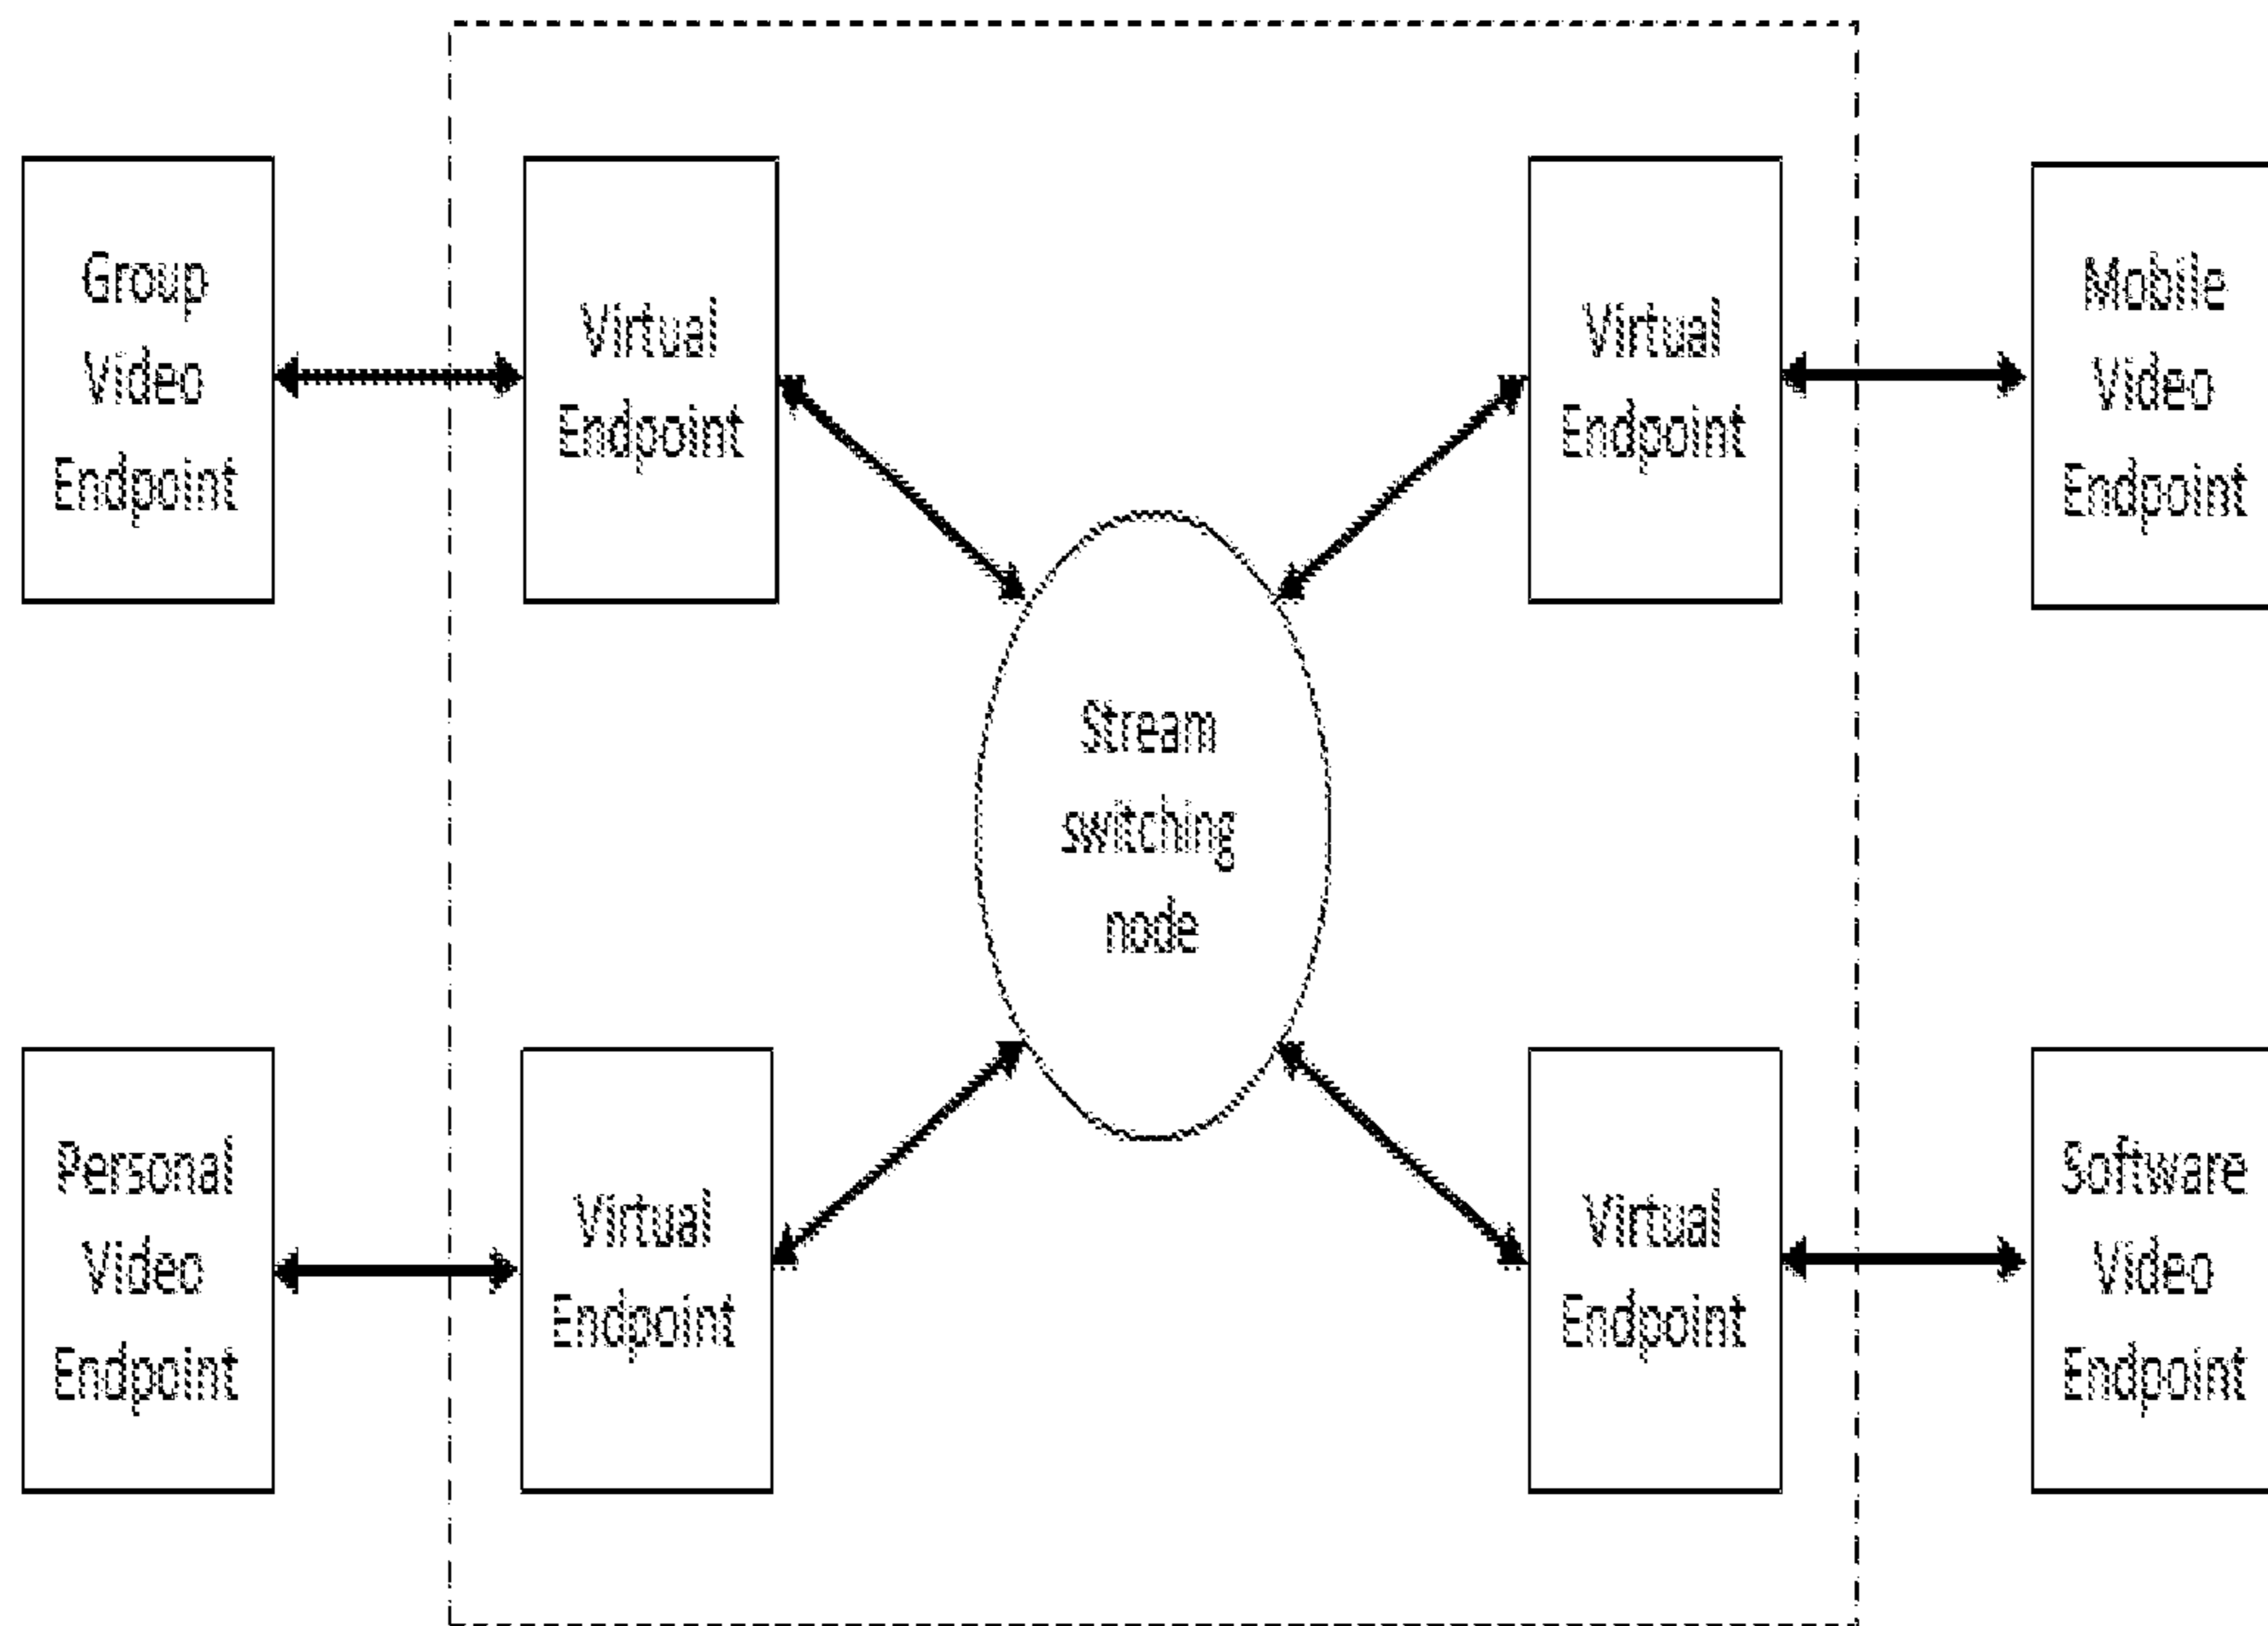 Group
Video
Endpoint
Virtual
Endpoint
Virtual
Endpoint
Mobile
Video
Endpoint
Stream
switching
node
Personal
Video
Endpoint
Virtual
Endpoint
Virtual
Endpoint
Software
Video
Endpoint